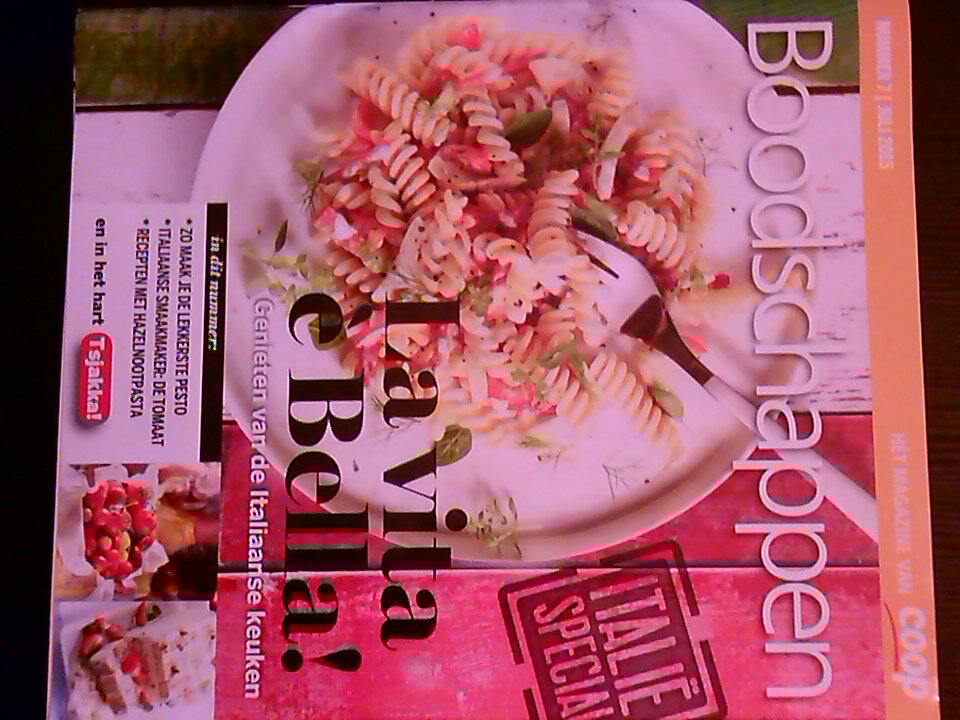 NUMMER 7 | JULI 2015
HET MAGAZINE VAN coop
Boodschappen
ITALIË
SPECIAL
La vita
è Bella!
Genieten van de Italiaanse keuken
in dit nummer:
* ZO MAAK JE DE LEKKERSTE PESTO
* ITALIAANSE SMAAKMAKER: DE TOMAAT
* RECEPTEN MET HAZELNOOTPASTA
en in het hart Tsjakka!